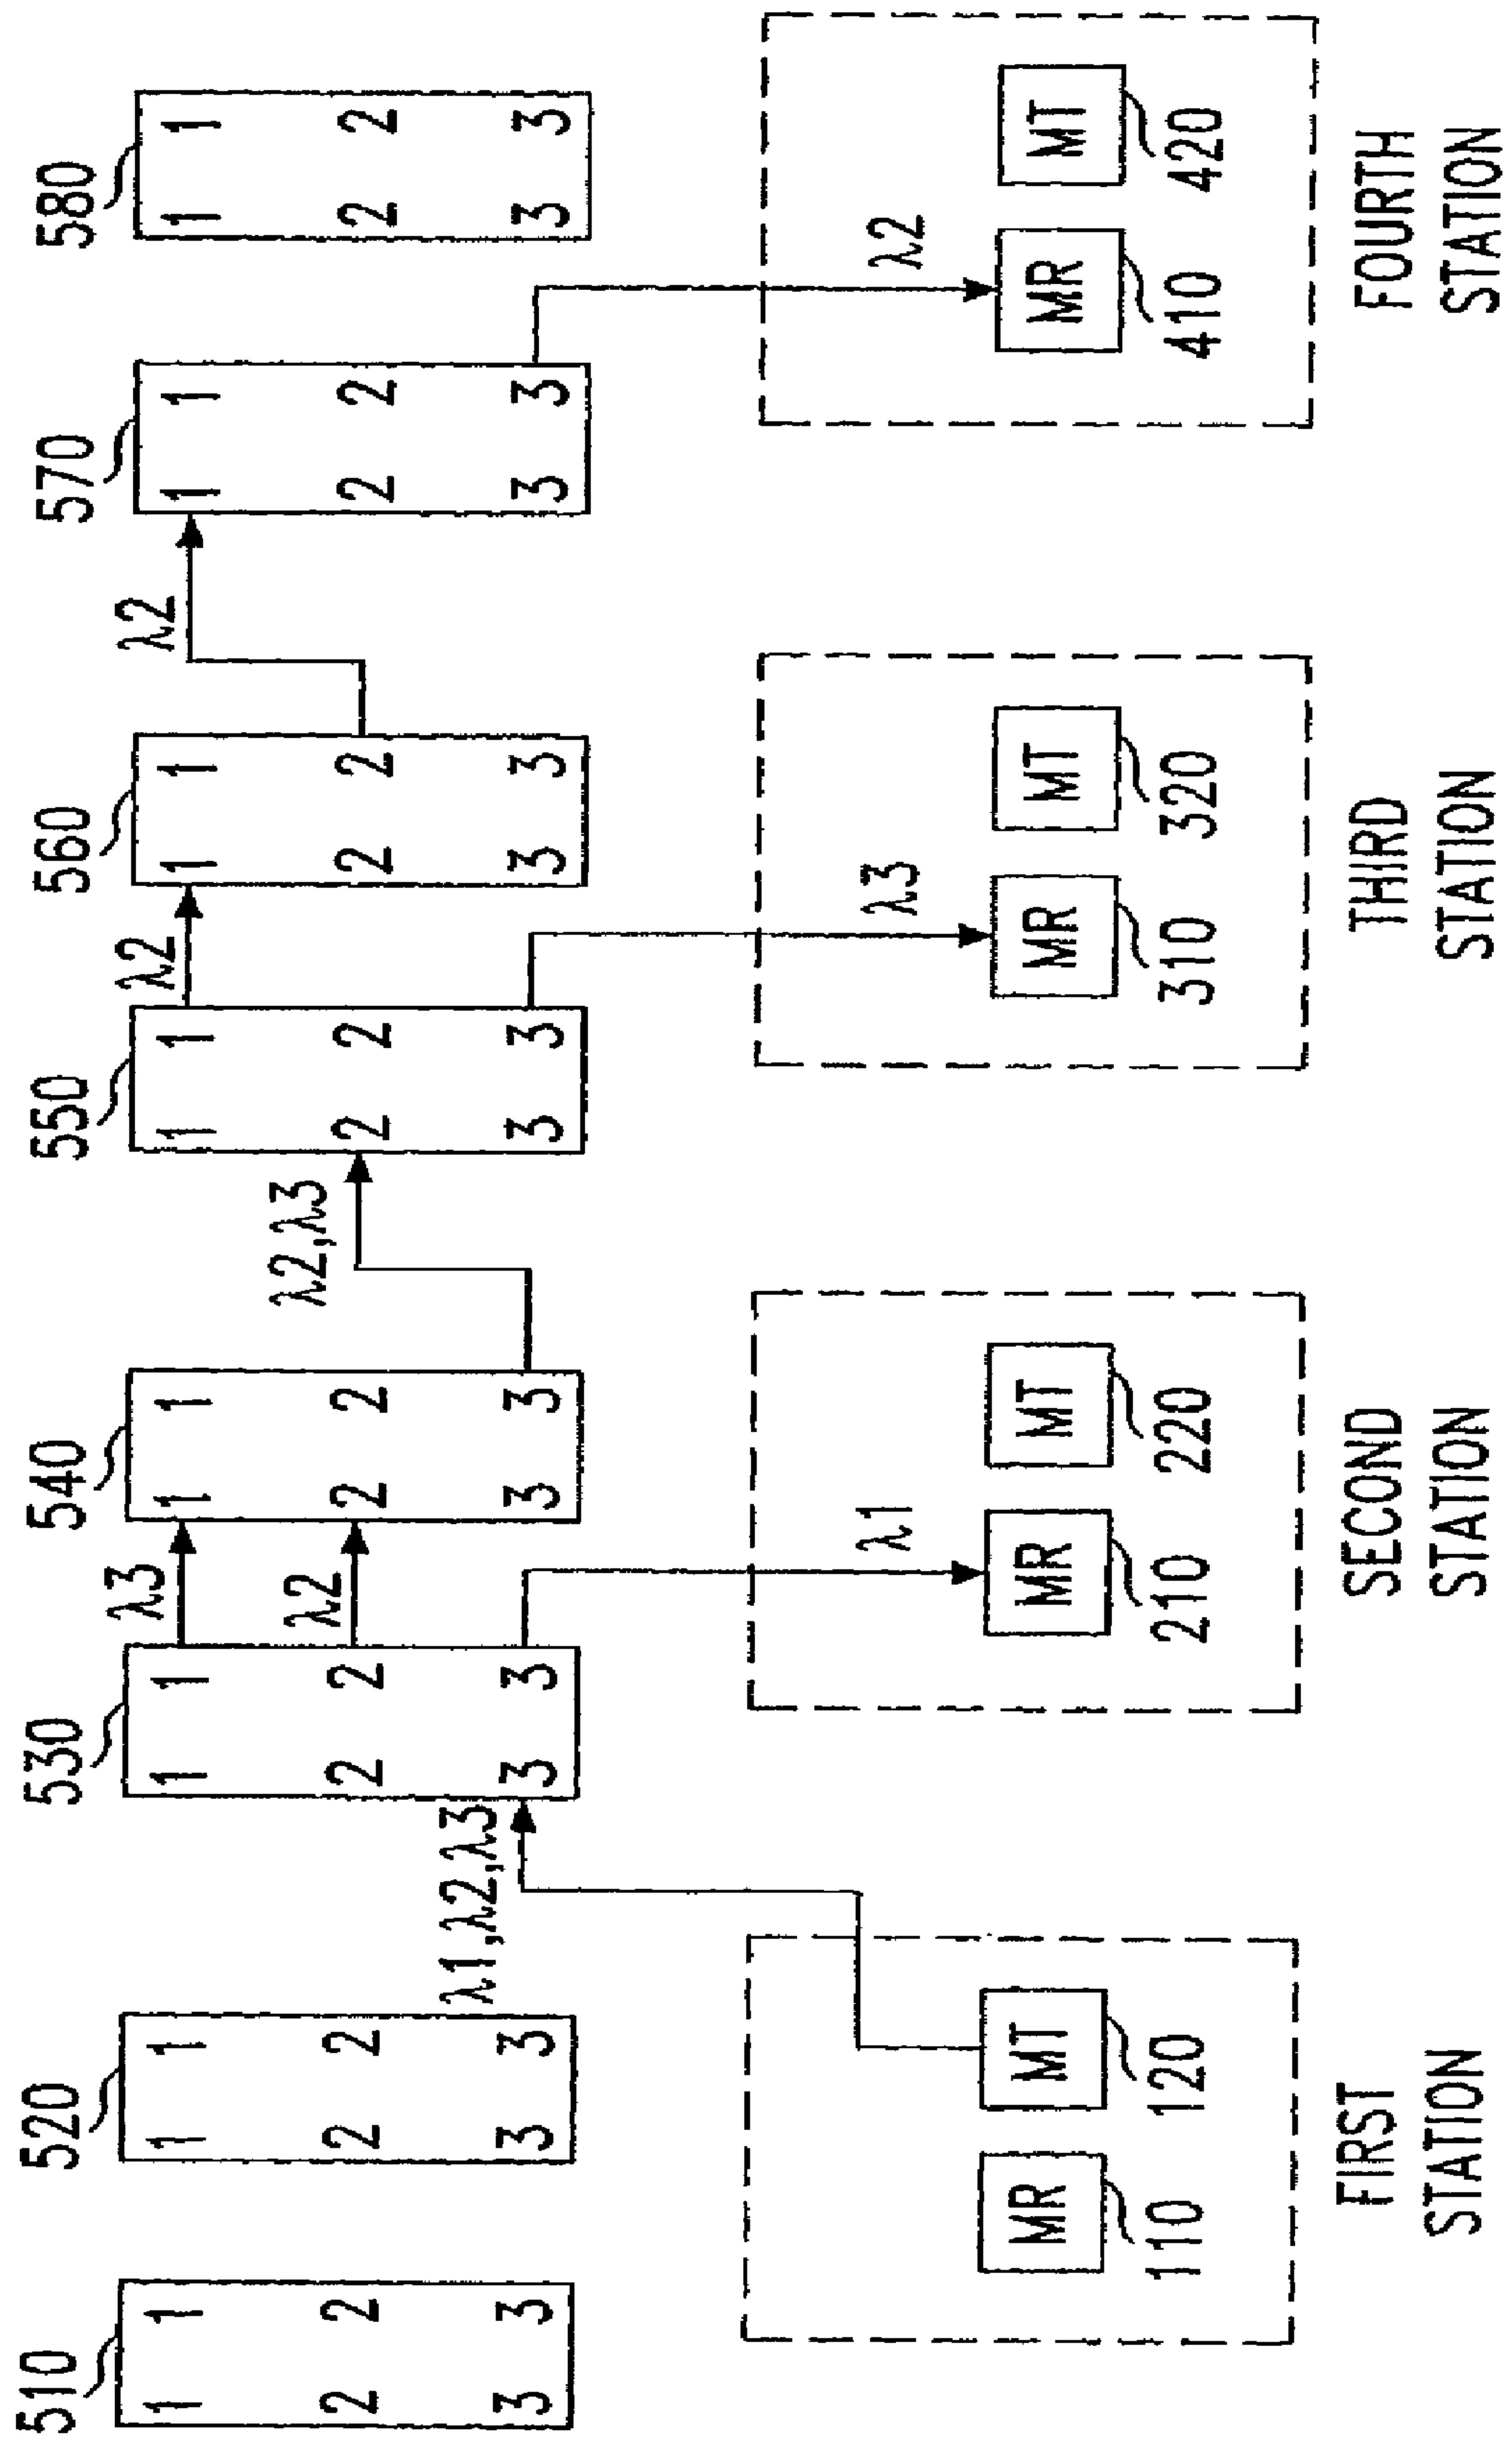 510 520 530 540 550 560 570 580
λ3 λ2 λ2
1 1 1 1 1 1 1 1 1 1 1 1 1 1 1 1
λ2 λ2,λ3
2 2 2 2 2 2 2 2 2 2 2 2 2 2 2 2
λ1,λ2,λ3
3 3 3 3 3 3 3 3 3 3 3 3 3 3 3 3
λ1 λ3 λ2
MR MT MR MT MR MT MR MT
110 120 210 220 310 320 410 420
FIRST
STATION
SECOND
STATION
THIRD
STATION
FOURTH
STATION